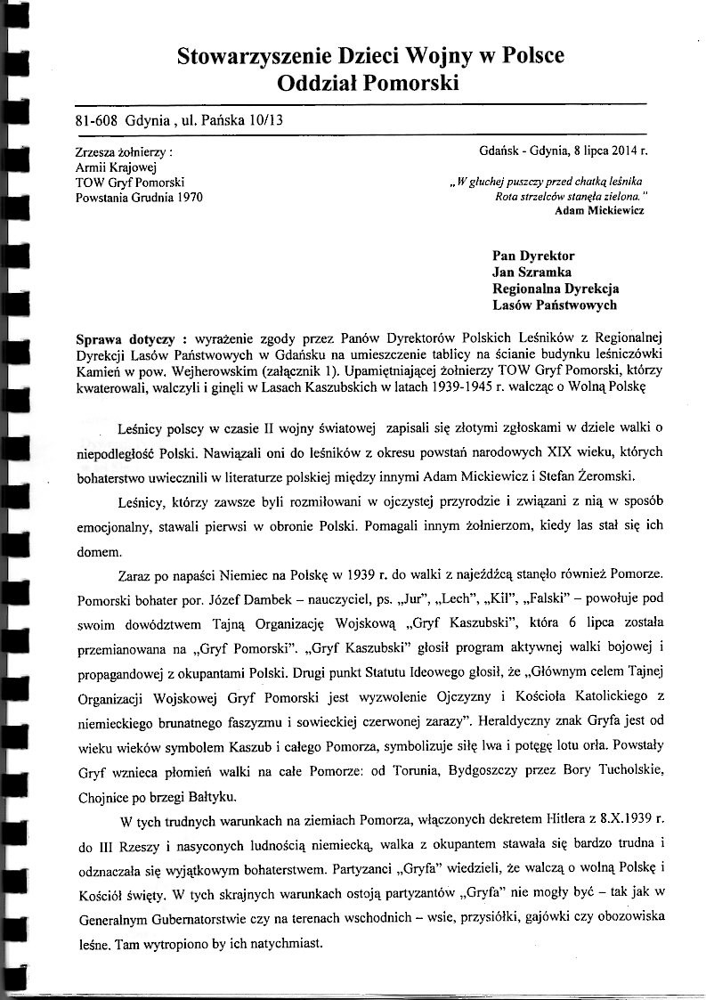 Stowarzyszenie Dzieci Wojny w Polsce
Oddział Pomorski
81-608 Gdynia , ul. Pańska 10/13
Zrzesza żołnierzy :
Armii Krajowej
TOW Gryf Pomorski
Powstania Grudnia 1970
Gdańsk - Gdynia, 8 lipca 2014 r.
„ W głuchej puszczy przed chatką leśnika
Rota strzelców stanęła zielona. "
Adam Mickiewicz
Pan Dyrektor
Jan Szramka
Regionalna Dyrekcja
Lasów Państwowych
Sprawa dotyczy : wyrażenie zgody przez Panów Dyrektorów Polskich Leśników z Regionalnej
Dyrekcji Lasów Państwowych w Gdańsku na umieszczenie tablicy na ścianie budynku leśniczówki
Kamień w pow. Wejherowskim (załącznik 1). Upamiętniającej żołnierzy TOW Gryf Pomorski, którzy
kwaterowali, walczyli i ginęli w Lasach Kaszubskich w latach 1939-1945 r. walcząc o Wolną Polskę
Leśnicy polscy w czasie II wojny światowej zapisali się złotymi zgłoskami w dziele walki o
niepodległość Polski. Nawiązali oni do leśników z okresu powstań narodowych XIX wieku, których
bohaterstwo uwiecznili w literaturze polskiej między innymi Adam Mickiewicz i Stefan Żeromski.
Leśnicy, którzy zawsze byli rozmiłowani w ojczystej przyrodzie i związani z nią w sposób
emocjonalny, stawali pierwsi w obronie Polski. Pomagali innym żołnierzom, kiedy las stał się ich
domem.
Zaraz po napaści Niemiec na Polskę w 1939 r. do walki z najeźdźcą stanęło również Pomorze.
Pomorski bohater por. Józef Dambek – nauczyciel, ps. „Jur”, „Lech”, „Kil”, „Falski” – powołuje pod
swoim dowództwem Tajną Organizację Wojskową „Gryf Kaszubski”, która 6 lipca została
przemianowana na „Gryf Pomorski”. „Gryf Kaszubski” głosił program aktywnej walki bojowej i
propagandowej z okupantami Polski. Drugi punkt Statutu Ideowego głosił, że „Głównym celem Tajnej
Organizacji Wojskowej Gryf Pomorski jest wyzwolenie Ojczyzny i Kościoła Katolickiego z
niemieckiego brunatnego faszyzmu i sowieckiej czerwonej zarazy”. Heraldyczny znak Gryfa jest od
wieku wieków symbolem Kaszub i całego Pomorza, symbolizuje siłę lwa i potęgę lotu orła. Powstały
Gryf wznieca płomień walki na całe Pomorze: od Torunia, Bydgoszczy przez Bory Tucholskie,
Chojnice po brzegi Bałtyku.
W tych trudnych warunkach na ziemiach Pomorza, włączonych dekretem Hitlera z 8.X.1939 r.
do III Rzeszy i nasyconych ludnością niemiecką, walka z okupantem stawała się bardzo trudna i
odznaczała się wyjątkowym bohaterstwem. Partyzanci „Gryfa” wiedzieli, że walczą o wolną Polskę i
Kościół święty. W tych skrajnych warunkach ostoją partyzantów „Gryfa” nie mogły być – tak jak w
Generalnym Gubernatorstwie czy na terenach wschodnich – wsie, przysiółki, gajówki czy obozowiska
leśne. Tam wytropiono by ich natychmiast.